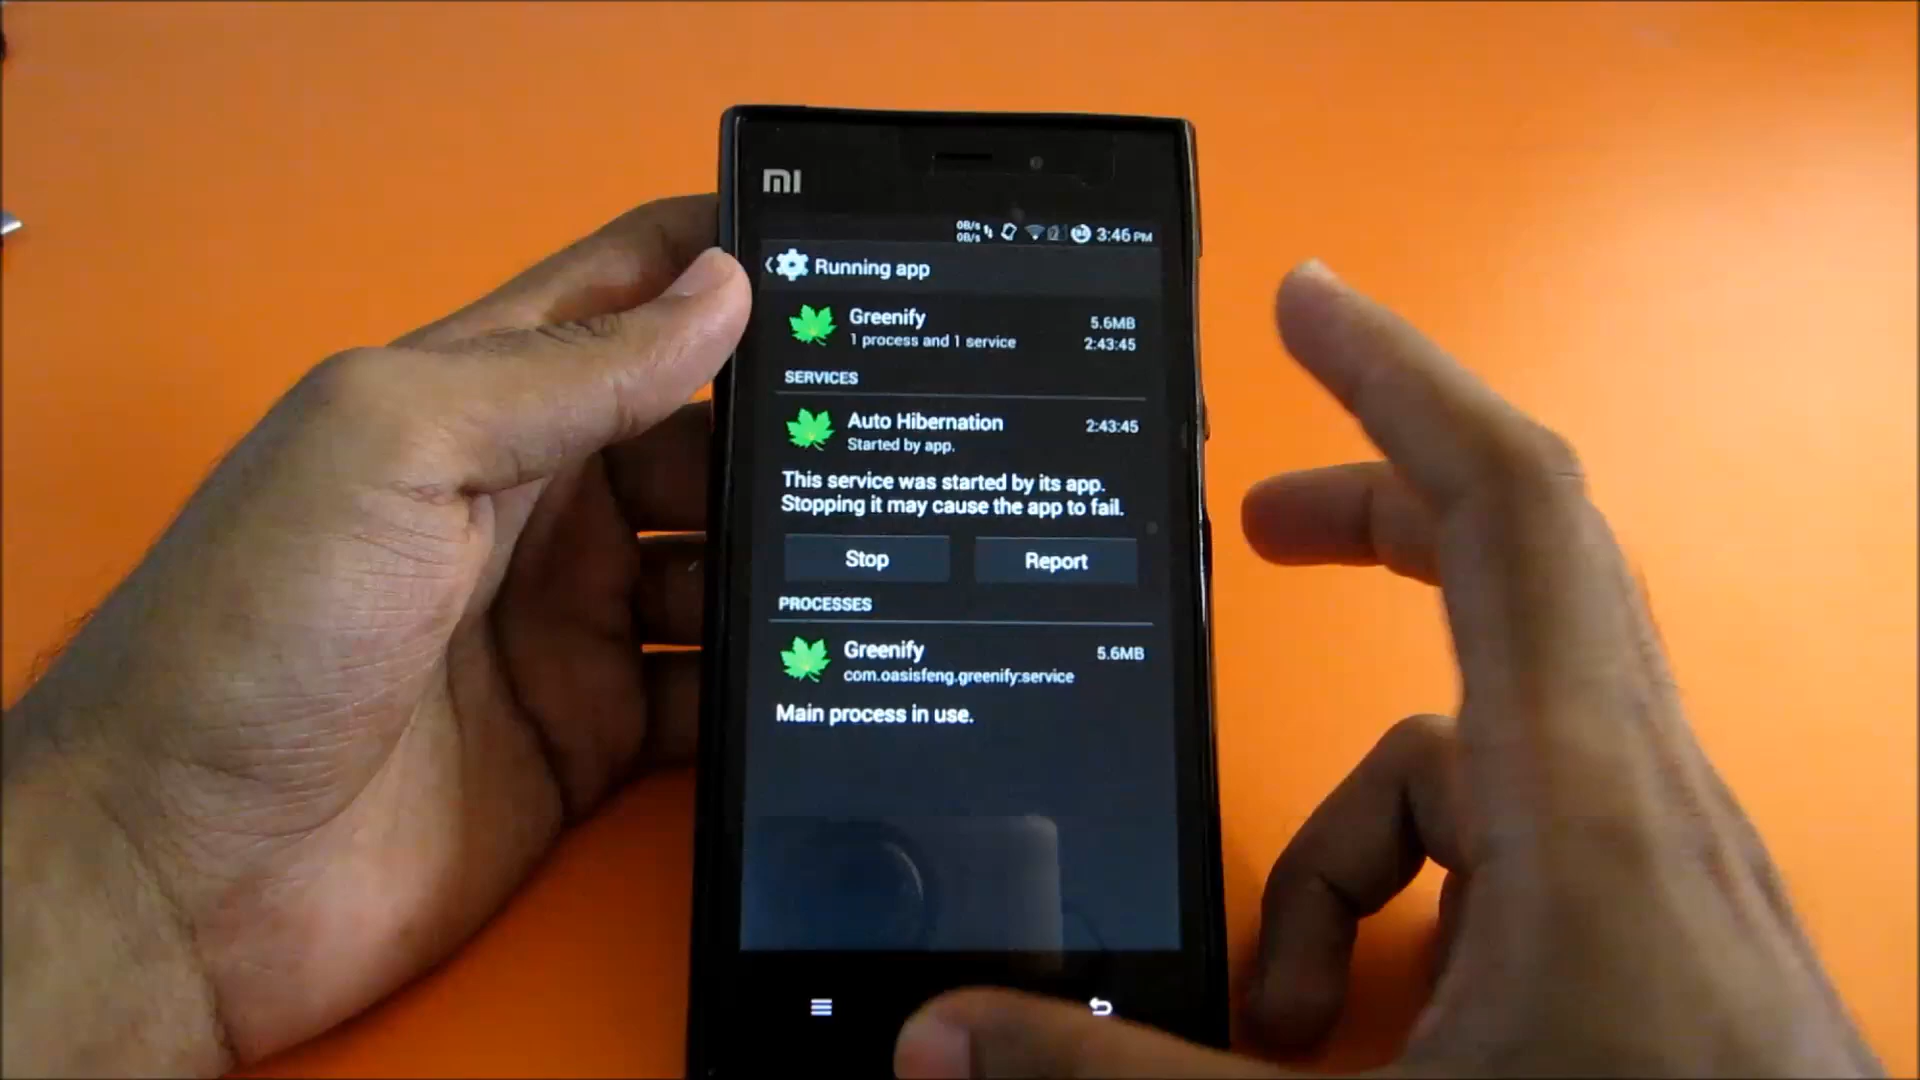 mi
0B/s
0B/s
3:46 PM
Running app
Greenify
5.6MB
1 process and 1 service
2:43:45
SERVICES
Auto Hibernation
2:43:45
Started by app.
This service was started by its app.
Stopping it may cause the app to fail.
Stop
Report
PROCESSES
Greenify
5.6MB
com.oasisfeng.greenify:service
Main process in use.